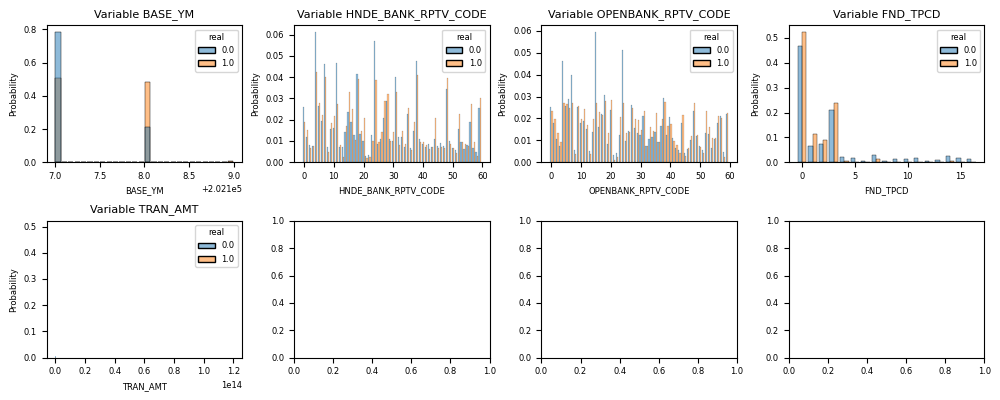 Variable BASE_YM
Probability
0.8
0.6
0.4
0.2
0.0
7.0 7.5 8.0 8.5 9.0
+2.021e5
BASE_YM
real
0.0
1.0
Variable HNDE_BANK_RPTV_CODE
Probability
0.06
0.05
0.04
0.03
0.02
0.01
0.00
0 10 20 30 40 50 60
HNDE_BANK_RPTV_CODE
real
0.0
1.0
Variable OPENBANK_RPTV_CODE
Probability
0.06
0.05
0.04
0.03
0.02
0.01
0.00
0 10 20 30 40 50 60
OPENBANK_RPTV_CODE
real
0.0
1.0
Variable FND_TPCD
Probability
0.5
0.4
0.3
0.2
0.1
0.0
0 5 10 15
FND_TPCD
real
0.0
1.0
Variable TRAN_AMT
Probability
0.5
0.4
0.3
0.2
0.1
0.0
0.0 0.2 0.4 0.6 0.8 1.0 1.2
1e14
TRAN_AMT
real
0.0
1.0
1.0
0.8
0.6
0.4
0.2
0.0
0.0 0.2 0.4 0.6 0.8 1.0
1.0
0.8
0.6
0.4
0.2
0.0
0.0 0.2 0.4 0.6 0.8 1.0
1.0
0.8
0.6
0.4
0.2
0.0
0.0 0.2 0.4 0.6 0.8 1.0